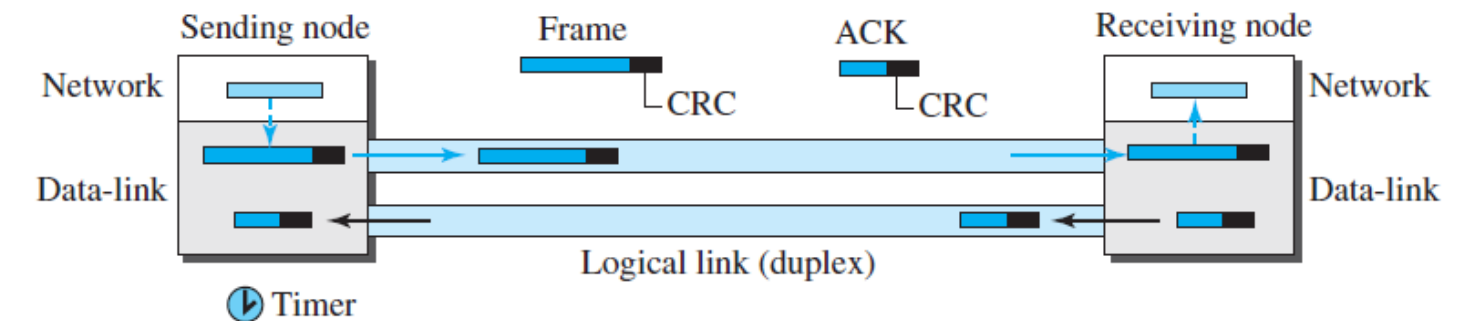 Sending node
Frame
ACK
Receiving node
Network
CRC
CRC
Network
Data-link
Data-link
Logical link (duplex)
Timer